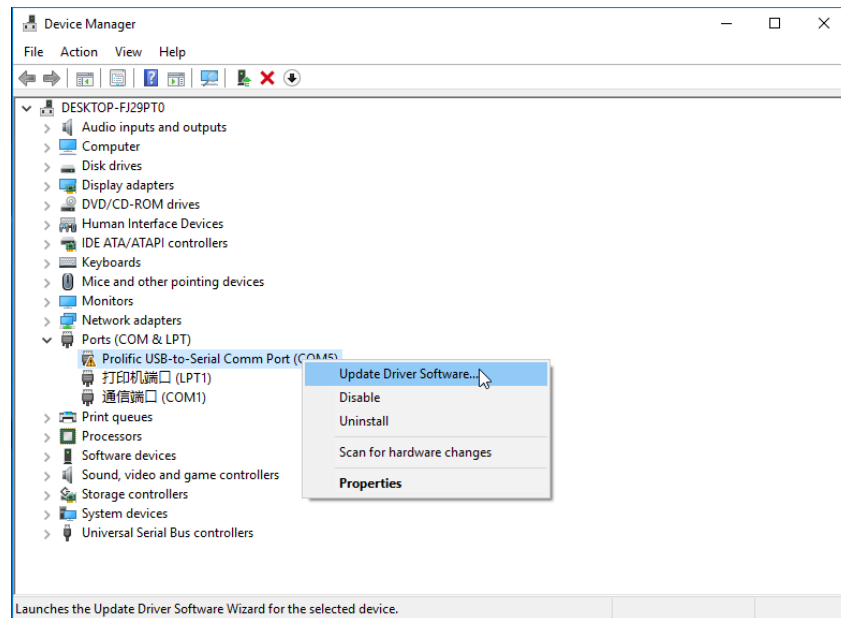 Device Manager
File Action View Help
DESKTOP-FJ29PT0
Audio inputs and outputs
Computer
Disk drives
Display adapters
DVD/CD-ROM drives
Human Interface Devices
IDE ATA/ATAPI controllers
Keyboards
Mice and other pointing devices
Monitors
Network adapters
Ports (COM & LPT)
Prolific USB-to-Serial Comm Port (COM5)
打印机端口 (LPT1)
通信端口 (COM1)
Print queues
Processors
Software devices
Sound, video and game controllers
Storage controllers
System devices
Universal Serial Bus controllers
Update Driver Software...
Disable
Uninstall
Scan for hardware changes
Properties
Launches the Update Driver Software Wizard for the selected device.